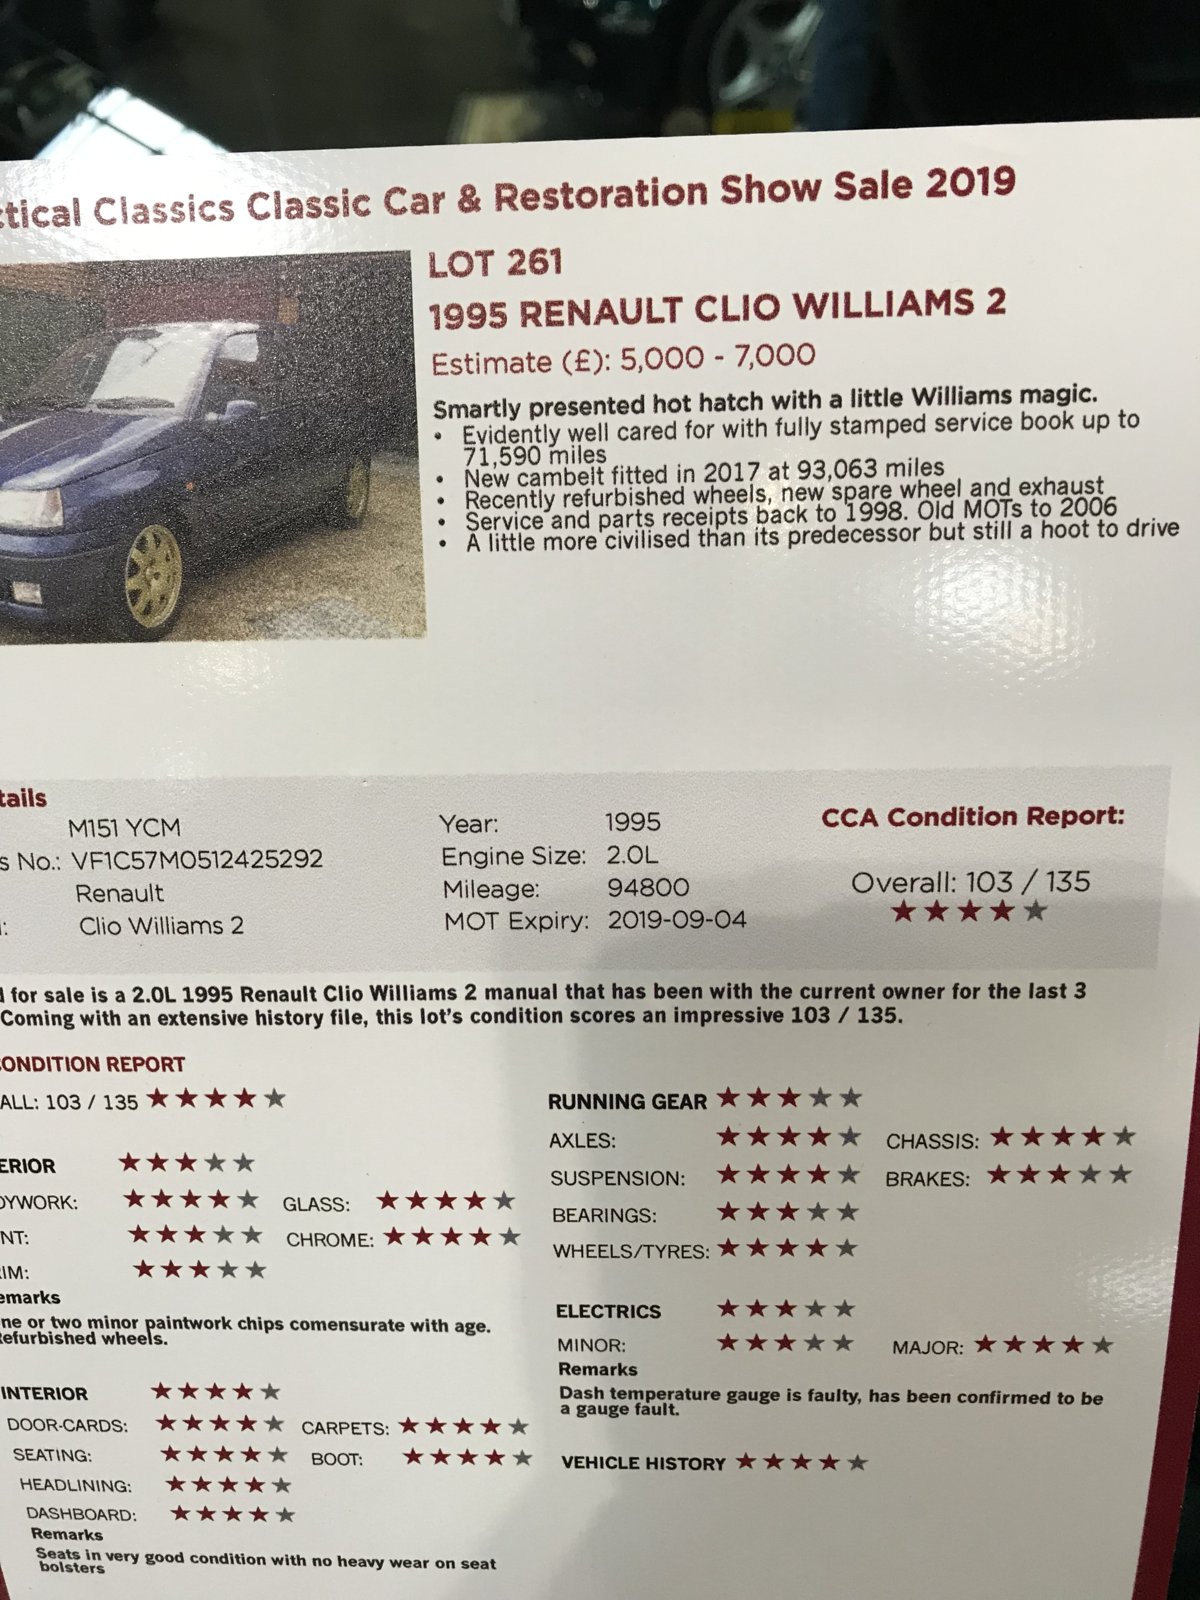 ctical Classics Classic Car & Restoration Show Sale 2019
LOT 261
1995 RENAULT CLIO WILLIAMS 2
Estimate (£): 5,000 - 7,000
Smartly presented hot hatch with a little Williams magic.
• Evidently well cared for with fully stamped service book up to
71,590 miles
• New cambelt fitted in 2017 at 93,063 miles
• Recently refurbished wheels, new spare wheel and exhaust
• Service and parts receipts back to 1998. Old MOTs to 2006
• A little more civilised than its predecessor but still a hoot to drive
tails
M151 YCM
s No.: VF1C57M0512425292
Renault
l: Clio Williams 2
Year: 1995
Engine Size: 2.0L
Mileage: 94800
MOT Expiry: 2019-09-04
CCA Condition Report:
Overall: 103 / 135
★★★★★
d for sale is a 2.0L 1995 Renault Clio Williams 2 manual that has been with the current owner for the last 3
Coming with an extensive history file, this lot's condition scores an impressive 103 / 135.
ONDITION REPORT
ALL: 103 / 135 ★★★★★
ERIOR ★★★★★
DYWORK: ★★★★★ GLASS: ★★★★★
NT: ★★★★★ CHROME: ★★★★★
RIM: ★★★★★
emarks
ne or two minor paintwork chips comensurate with age.
efurbished wheels.
INTERIOR ★★★★★
DOOR-CARDS: ★★★★★ CARPETS: ★★★★★
SEATING: ★★★★★ BOOT: ★★★★★
HEADLINING: ★★★★★
DASHBOARD: ★★★★★
Remarks
Seats in very good condition with no heavy wear on seat
bolsters
RUNNING GEAR ★★★★★
AXLES: ★★★★★ CHASSIS: ★★★★★
SUSPENSION: ★★★★★ BRAKES: ★★★★★
BEARINGS: ★★★★★
WHEELS/TYRES: ★★★★★
ELECTRICS ★★★★★
MINOR: ★★★★★ MAJOR: ★★★★★
Remarks
Dash temperature gauge is faulty, has been confirmed to be
a gauge fault.
VEHICLE HISTORY ★★★★★